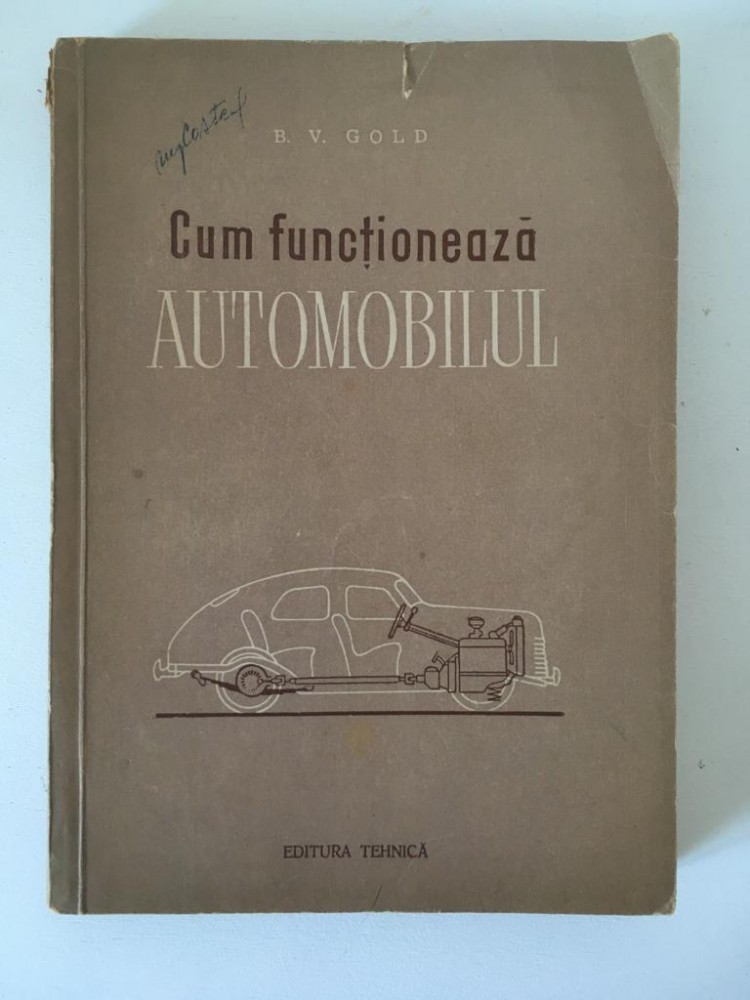 B. V. GOLD
Cum funcționează
AUTOMOBILUL
EDITURA TEHNICĂ